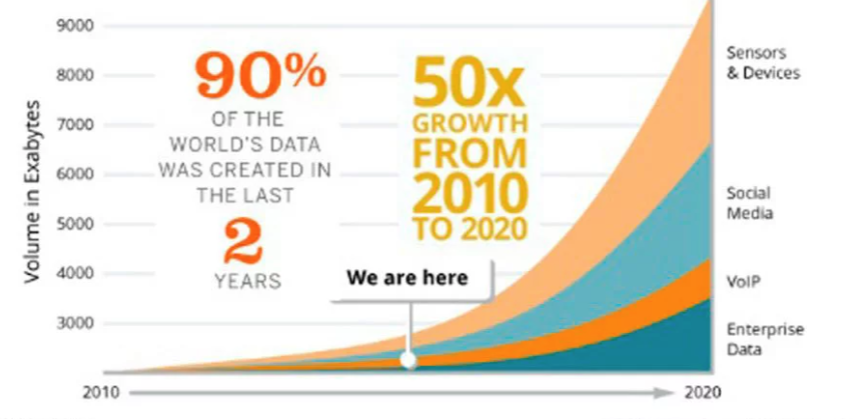 Volume in Exabytes
9000
8000
7000
6000
5000
4000
3000
90%
OF THE
WORLD'S DATA
WAS CREATED IN
THE LAST
2
YEARS
50x
GROWTH
FROM
2010
TO 2020
We are here
Sensors
& Devices
Social
Media
VoIP
Enterprise
Data
2010
2020